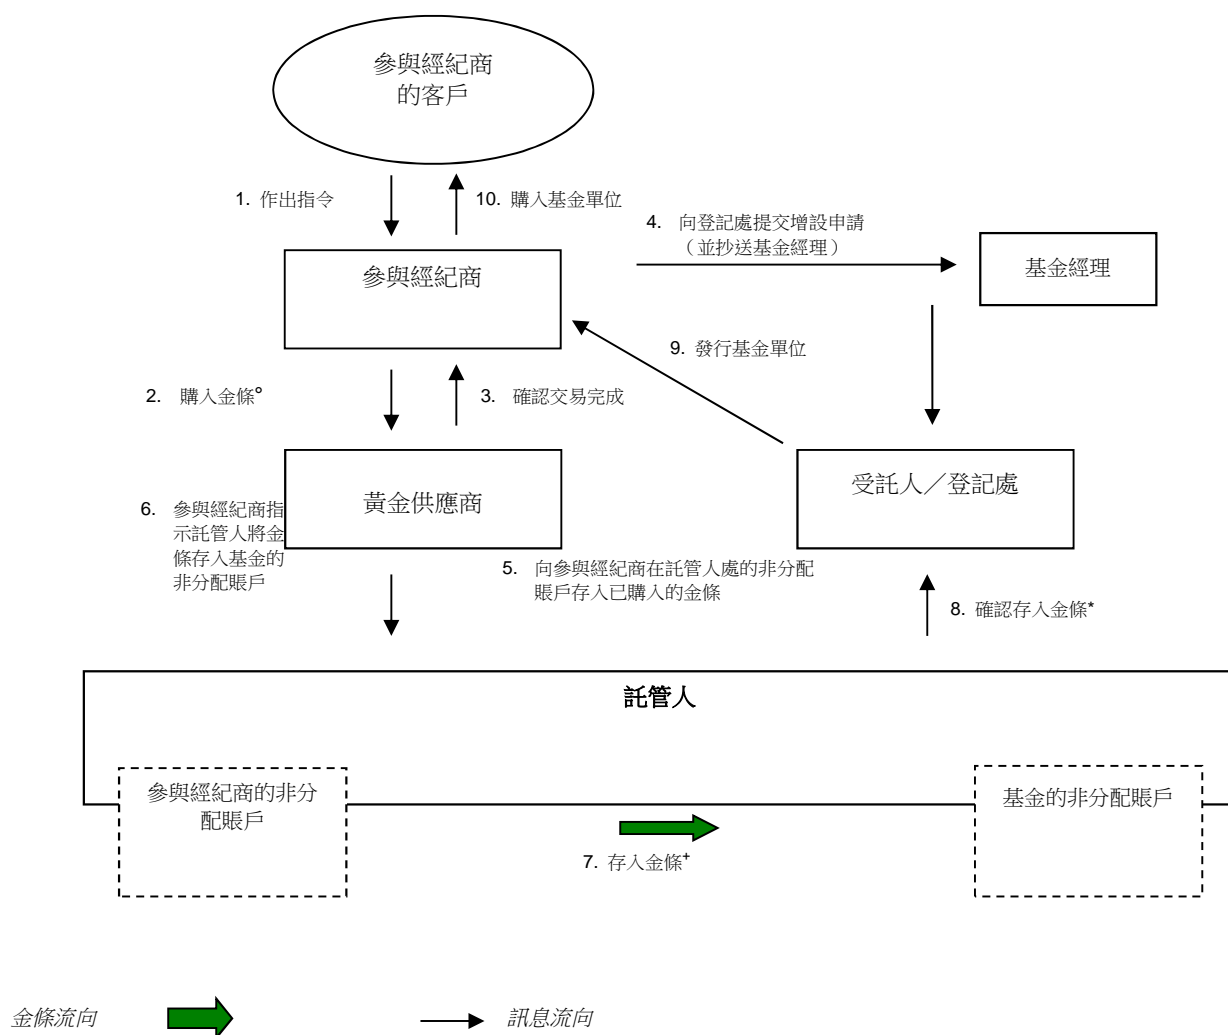 參與經紀商
的客戶
1. 作出指令
10. 購入基金單位
4. 向登記處提交增設申請
（並抄送基金經理）
參與經紀商
基金經理
9. 發行基金單位
2. 購入金條°
3. 確認交易完成
黃金供應商
受託人／登記處
6. 參與經紀商指
示託管人將金
條存入基金的
非分配賬戶
5. 向參與經紀商在託管人處的非分配
賬戶存入已購入的金條
8. 確認存入金條*
託管人
參與經紀商的非分
配賬戶
基金的非分配賬戶
7. 存入金條+
金條流向
訊息流向